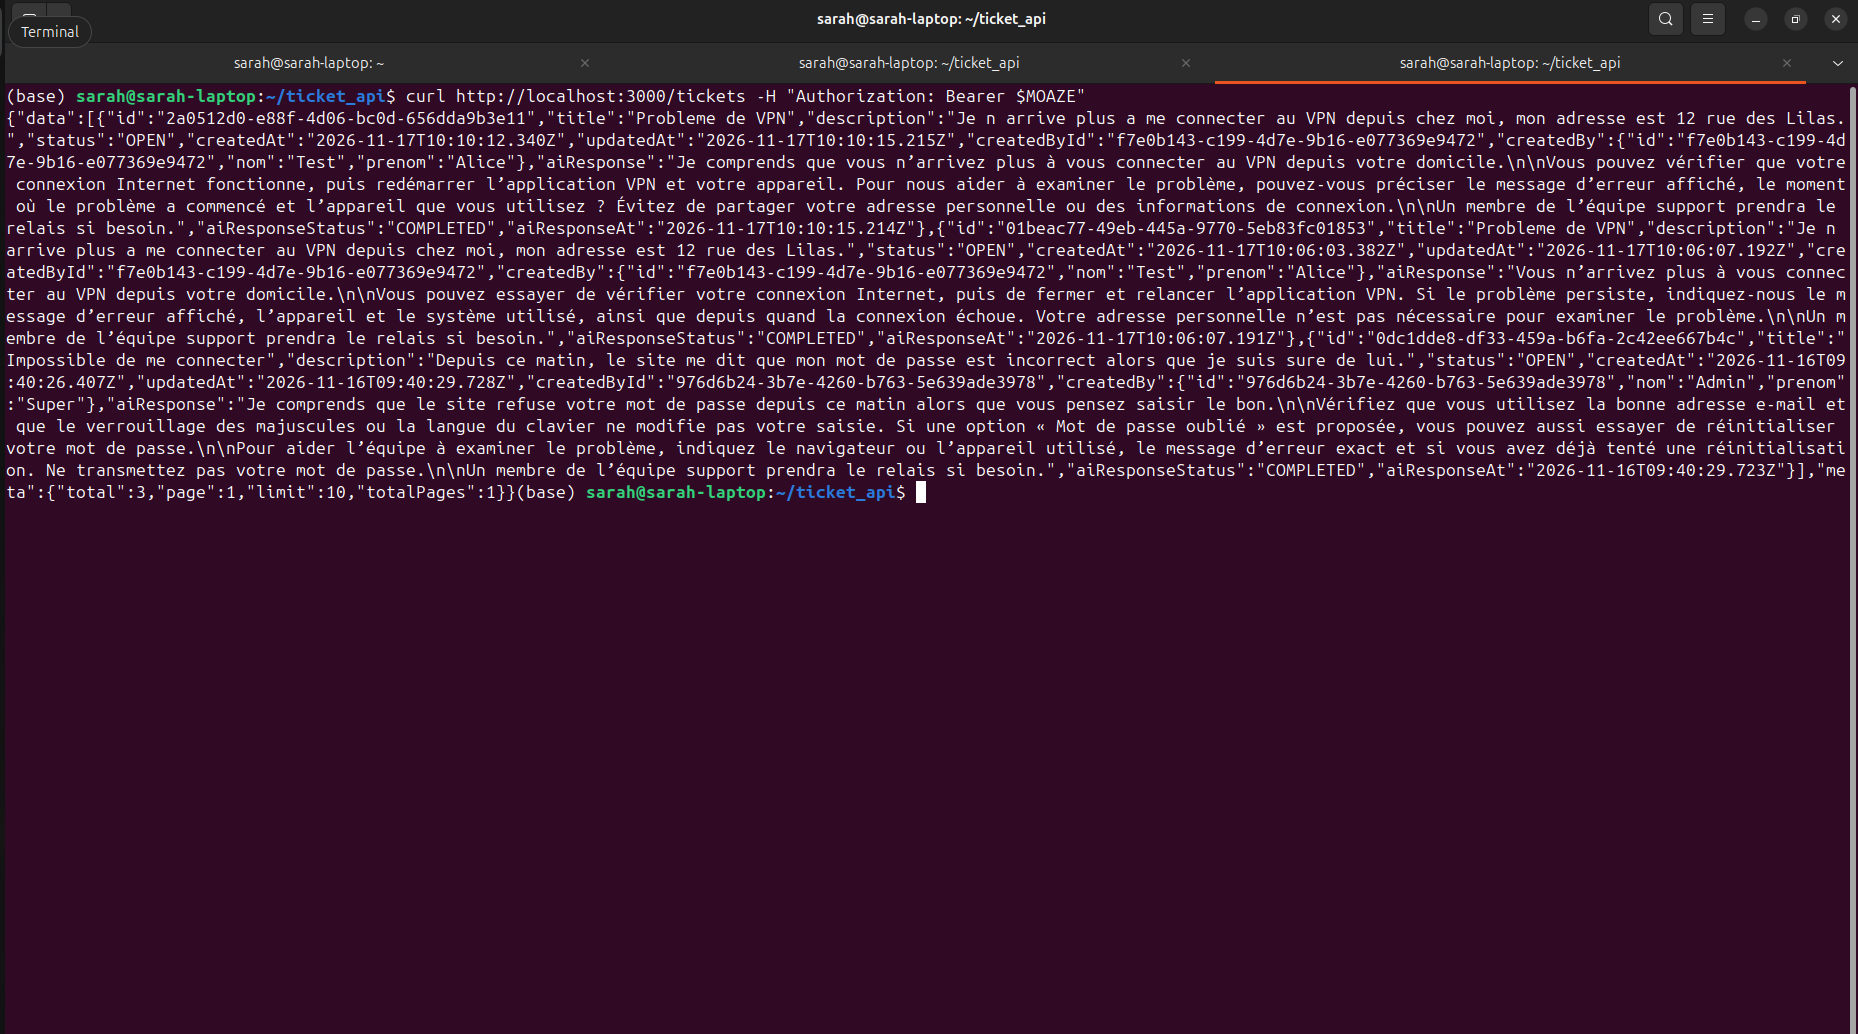 sarah@sarah-laptop: ~/ticket_api
Terminal
sarah@sarah-laptop: ~
sarah@sarah-laptop: ~/ticket_api
sarah@sarah-laptop: ~/ticket_api
(base) sarah@sarah-laptop:~/ticket_api$ curl http://localhost:3000/tickets -H "Authorization: Bearer $MOAZE"
{"data":[{"id":"2a0512d0-e88f-4d06-bc0d-656dda9b3e11","title":"Probleme de VPN","description":"Je n arrive plus a me connecter au VPN depuis chez moi, mon adresse est 12 rue des Lilas.
","status":"OPEN","createdAt":"2026-11-17T10:10:12.340Z","updatedAt":"2026-11-17T10:10:15.215Z","createdById":"f7e0b143-c199-4d7e-9b16-e077369e9472","createdBy":{"id":"f7e0b143-c199-4d
7e-9b16-e077369e9472","nom":"Test","prenom":"Alice"},"aiResponse":"Je comprends que vous n’arrivez plus à vous connecter au VPN depuis votre domicile.\n\nVous pouvez vérifier que votre
 connexion Internet fonctionne, puis redémarrer l’application VPN et votre appareil. Pour nous aider à examiner le problème, pouvez-vous préciser le message d’erreur affiché, le moment
 où le problème a commencé et l’appareil que vous utilisez ? Évitez de partager votre adresse personnelle ou des informations de connexion.\n\nUn membre de l’équipe support prendra le
relais si besoin.","aiResponseStatus":"COMPLETED","aiResponseAt":"2026-11-17T10:10:15.214Z"},{"id":"01beac77-49eb-445a-9770-5eb83fc01853","title":"Probleme de VPN","description":"Je n
arrive plus a me connecter au VPN depuis chez moi, mon adresse est 12 rue des Lilas.","status":"OPEN","createdAt":"2026-11-17T10:06:03.382Z","updatedAt":"2026-11-17T10:06:07.192Z","cre
atedById":"f7e0b143-c199-4d7e-9b16-e077369e9472","createdBy":{"id":"f7e0b143-c199-4d7e-9b16-e077369e9472","nom":"Test","prenom":"Alice"},"aiResponse":"Vous n’arrivez plus à vous connec
ter au VPN depuis votre domicile.\n\nVous pouvez essayer de vérifier votre connexion Internet, puis de fermer et relancer l’application VPN. Si le problème persiste, indiquez-nous le m
essage d’erreur affiché, l’appareil et le système utilisé, ainsi que depuis quand la connexion échoue. Votre adresse personnelle n’est pas nécessaire pour examiner le problème.\n\nUn m
embre de l’équipe support prendra le relais si besoin.","aiResponseStatus":"COMPLETED","aiResponseAt":"2026-11-17T10:06:07.191Z"},{"id":"0dc1dde8-df33-459a-b6fa-2c42ee667b4c","title":"
Impossible de me connecter","description":"Depuis ce matin, le site me dit que mon mot de passe est incorrect alors que je suis sure de lui.","status":"OPEN","createdAt":"2026-11-16T09
:40:26.407Z","updatedAt":"2026-11-16T09:40:29.728Z","createdById":"976d6b24-3b7e-4260-b763-5e639ade3978","createdBy":{"id":"976d6b24-3b7e-4260-b763-5e639ade3978","nom":"Admin","prenom"
:"Super"},"aiResponse":"Je comprends que le site refuse votre mot de passe depuis ce matin alors que vous pensez saisir le bon.\n\nVérifiez que vous utilisez la bonne adresse e-mail et
 que le verrouillage des majuscules ou la langue du clavier ne modifie pas votre saisie. Si une option « Mot de passe oublié » est proposée, vous pouvez aussi essayer de réinitialiser
votre mot de passe.\n\nPour aider l’équipe à examiner le problème, indiquez le navigateur ou l’appareil utilisé, le message d’erreur exact et si vous avez déjà tenté une réinitialisati
on. Ne transmettez pas votre mot de passe.\n\nUn membre de l’équipe support prendra le relais si besoin.","aiResponseStatus":"COMPLETED","aiResponseAt":"2026-11-16T09:40:29.723Z"}],"me
ta":{"total":3,"page":1,"limit":10,"totalPages":1}}(base) sarah@sarah-laptop:~/ticket_api$